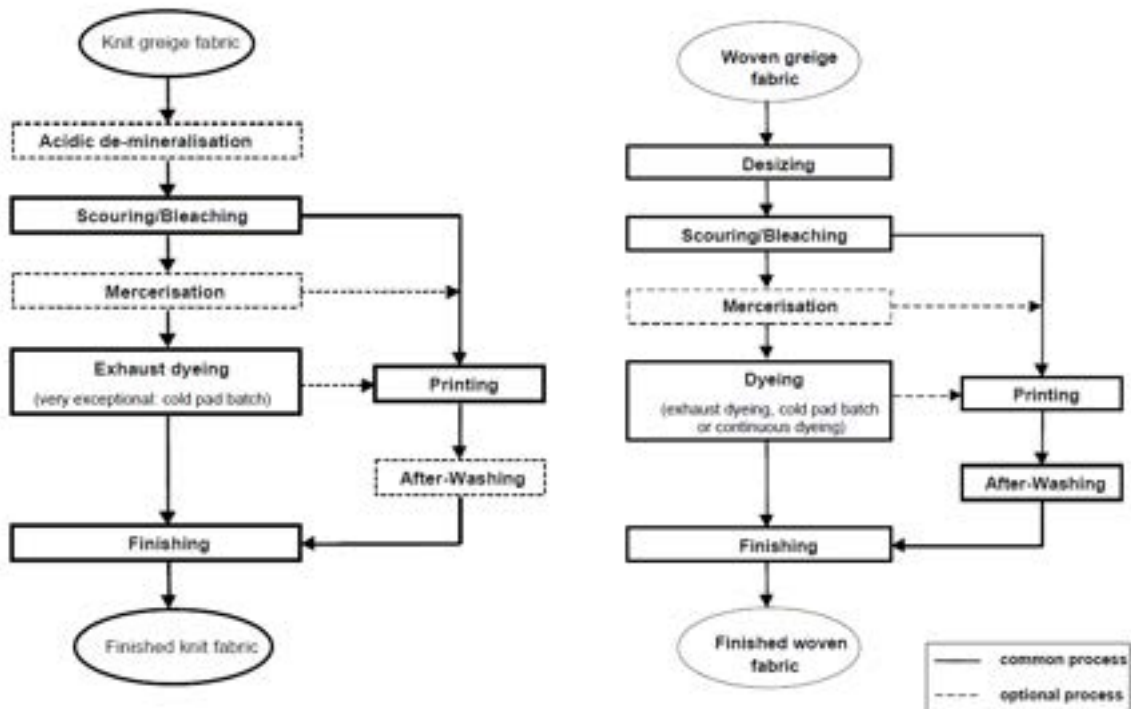 Knit greige fabric
Acidic de-mineralisation
Scouring/Bleaching
Mercerisation
Exhaust dyeing
(very exceptional: cold pad batch)
Printing
After-Washing
Finishing
Finished knit fabric
Woven greige
fabric
Desizing
Scouring/Bleaching
Mercerisation
Dyeing
(exhaust dyeing, cold pad batch
or continuous dyeing)
Printing
After-Washing
Finishing
Finished woven
fabric
common process
optional process